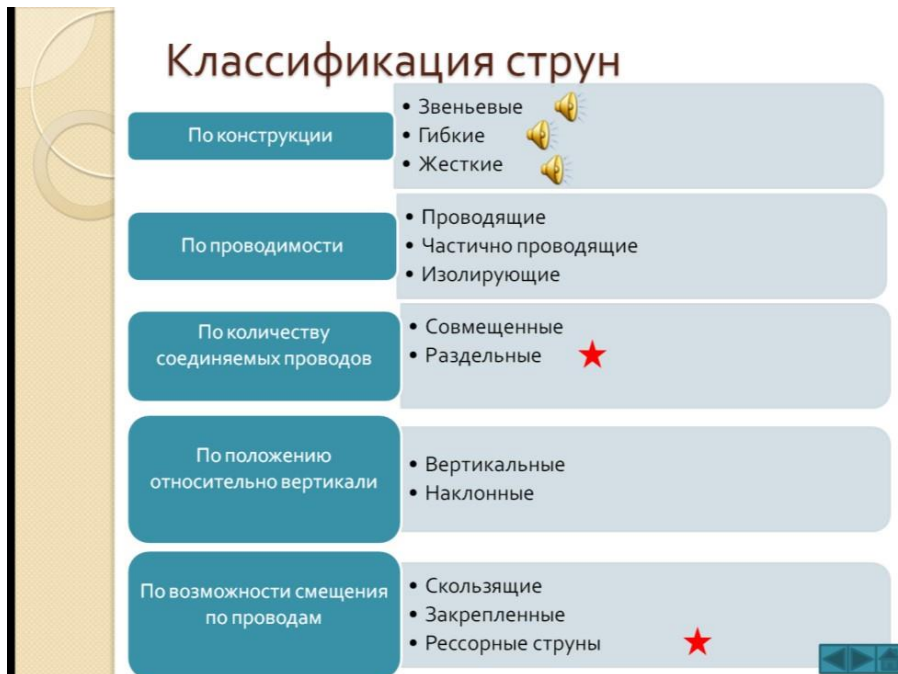 Классификация струн
По конструкции
• Звеньевые
• Гибкие
• Жесткие
По проводимости
• Проводящие
• Частично проводящие
• Изолирующие
По количеству
соединяемых проводов
• Совмещенные
• Раздельные
По положению
относительно вертикали
• Вертикальные
• Наклонные
По возможности смещения
по проводам
• Скользящие
• Закрепленные
• Рессорные струны